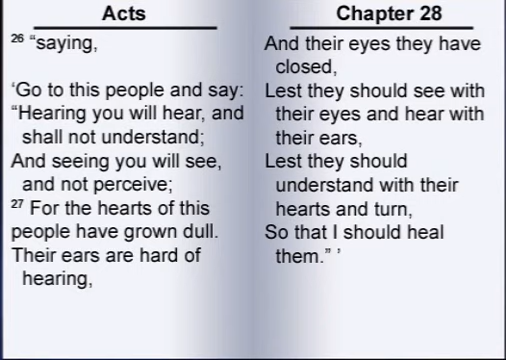 Acts
26 “saying,
‘Go to this people and say:
“Hearing you will hear, and
shall not understand;
And seeing you will see,
and not perceive;
27 For the hearts of this
people have grown dull.
Their ears are hard of
hearing,
Chapter 28
And their eyes they have
closed,
Lest they should see with
their eyes and hear with
their ears,
Lest they should
understand with their
hearts and turn,
So that I should heal
them.” ’